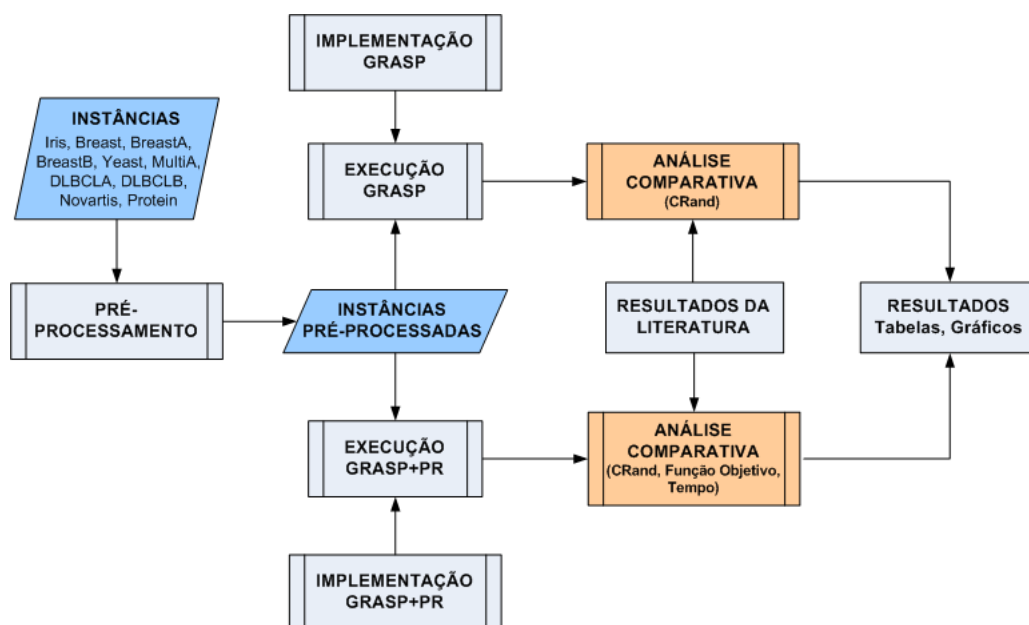 IMPLEMENTAÇÃO
GRASP
INSTÂNCIAS
Iris, Breast, BreastA,
BreastB, Yeast, MultiA,
DLBCLA, DLBCLB,
Novartis, Protein
EXECUÇÃO
GRASP
ANÁLISE
COMPARATIVA
(CRand)
PRÉ-
PROCESSAMENTO
INSTÂNCIAS
PRÉ-PROCESSADAS
RESULTADOS DA
LITERATURA
RESULTADOS
Tabelas, Gráficos
EXECUÇÃO
GRASP+PR
ANÁLISE
COMPARATIVA
(CRand, Função Objetivo,
Tempo)
IMPLEMENTAÇÃO
GRASP+PR